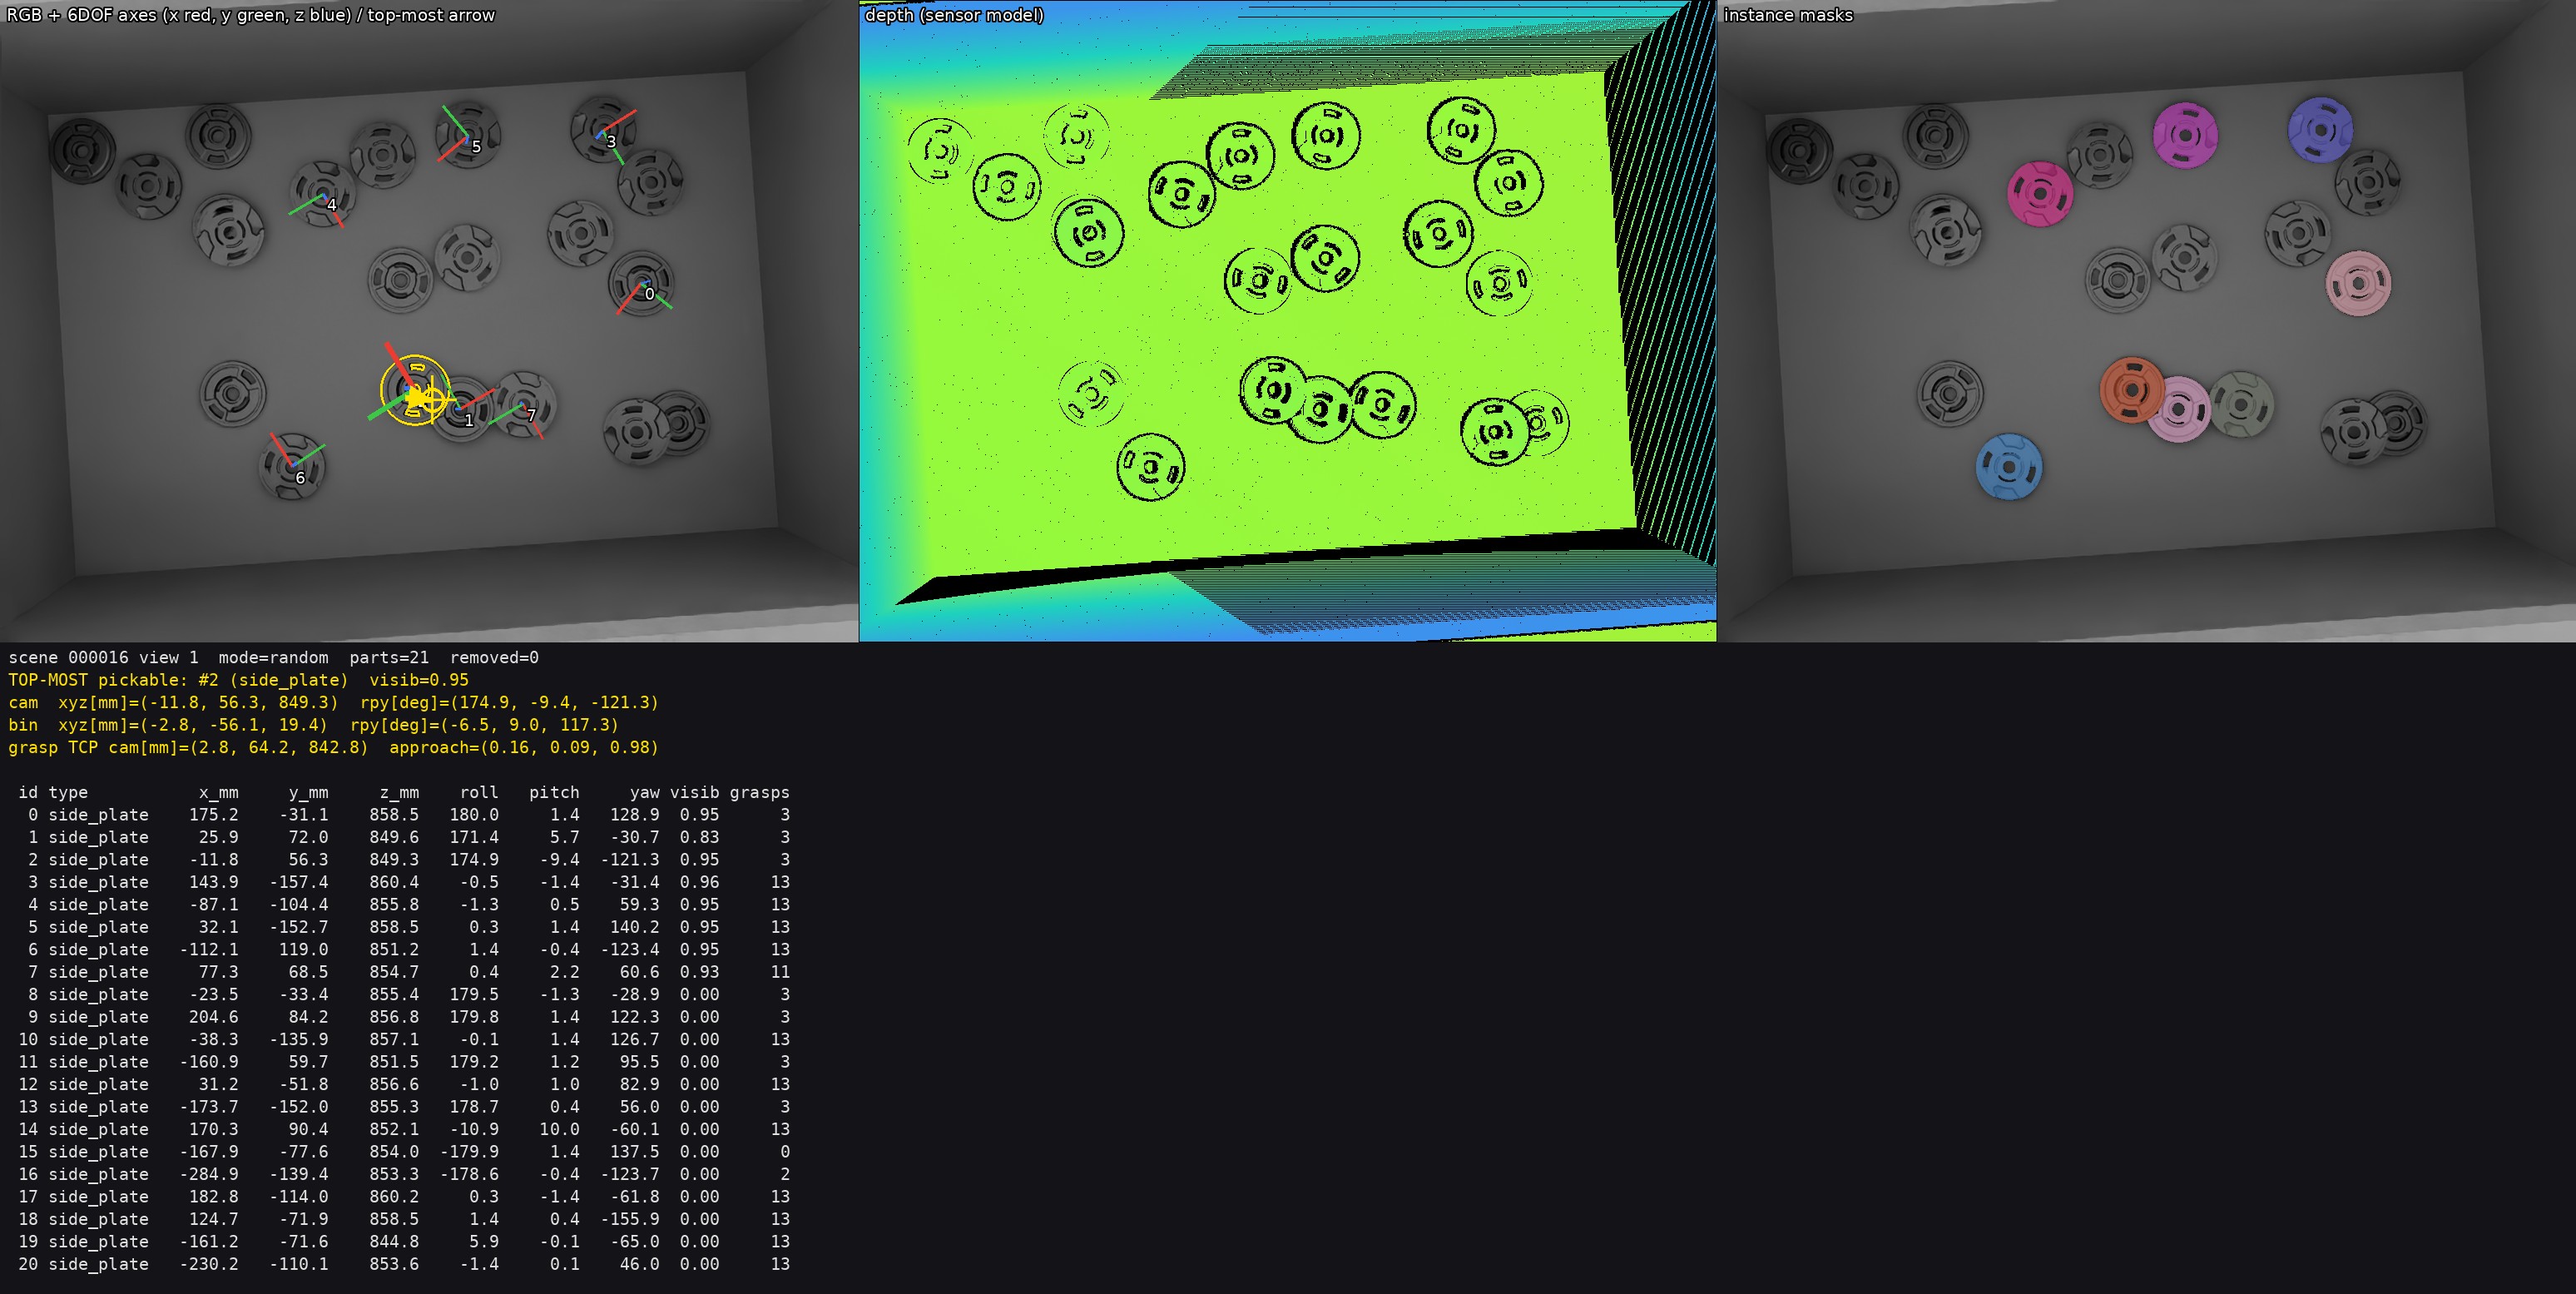 RGB + 6DOF axes (x red, y green, z blue) / top-most arrow
depth (sensor model)
instance masks
5
3
4
0
1
7
6
scene 000016 view 1  mode=random  parts=21  removed=0
TOP-MOST pickable: #2 (side_plate)  visib=0.95
cam  xyz[mm]=(-11.8, 56.3, 849.3)  rpy[deg]=(174.9, -9.4, -121.3)
bin  xyz[mm]=(-2.8, -56.1, 19.4)  rpy[deg]=(-6.5, 9.0, 117.3)
grasp TCP cam[mm]=(2.8, 64.2, 842.8)  approach=(0.16, 0.09, 0.98)
id type x_mm y_mm z_mm roll pitch yaw visib grasps
0 side_plate 175.2 -31.1 858.5 180.0 1.4 128.9 0.95 3
1 side_plate 25.9 72.0 849.6 171.4 5.7 -30.7 0.83 3
2 side_plate -11.8 56.3 849.3 174.9 -9.4 -121.3 0.95 3
3 side_plate 143.9 -157.4 860.4 -0.5 -1.4 -31.4 0.96 13
4 side_plate -87.1 -104.4 855.8 -1.3 0.5 59.3 0.95 13
5 side_plate 32.1 -152.7 858.5 0.3 1.4 140.2 0.95 13
6 side_plate -112.1 119.0 851.2 1.4 -0.4 -123.4 0.95 13
7 side_plate 77.3 68.5 854.7 0.4 2.2 60.6 0.93 11
8 side_plate -23.5 -33.4 855.4 179.5 -1.3 -28.9 0.00 3
9 side_plate 204.6 84.2 856.8 179.8 1.4 122.3 0.00 3
10 side_plate -38.3 -135.9 857.1 -0.1 1.4 126.7 0.00 13
11 side_plate -160.9 59.7 851.5 179.2 1.2 95.5 0.00 3
12 side_plate 31.2 -51.8 856.6 -1.0 1.0 82.9 0.00 13
13 side_plate -173.7 -152.0 855.3 178.7 0.4 56.0 0.00 3
14 side_plate 170.3 90.4 852.1 -10.9 10.0 -60.1 0.00 13
15 side_plate -167.9 -77.6 854.0 -179.9 1.4 137.5 0.00 0
16 side_plate -284.9 -139.4 853.3 -178.6 -0.4 -123.7 0.00 2
17 side_plate 182.8 -114.0 860.2 0.3 -1.4 -61.8 0.00 13
18 side_plate 124.7 -71.9 858.5 1.4 0.4 -155.9 0.00 13
19 side_plate -161.2 -71.6 844.8 5.9 -0.1 -65.0 0.00 13
20 side_plate -230.2 -110.1 853.6 -1.4 0.1 46.0 0.00 13